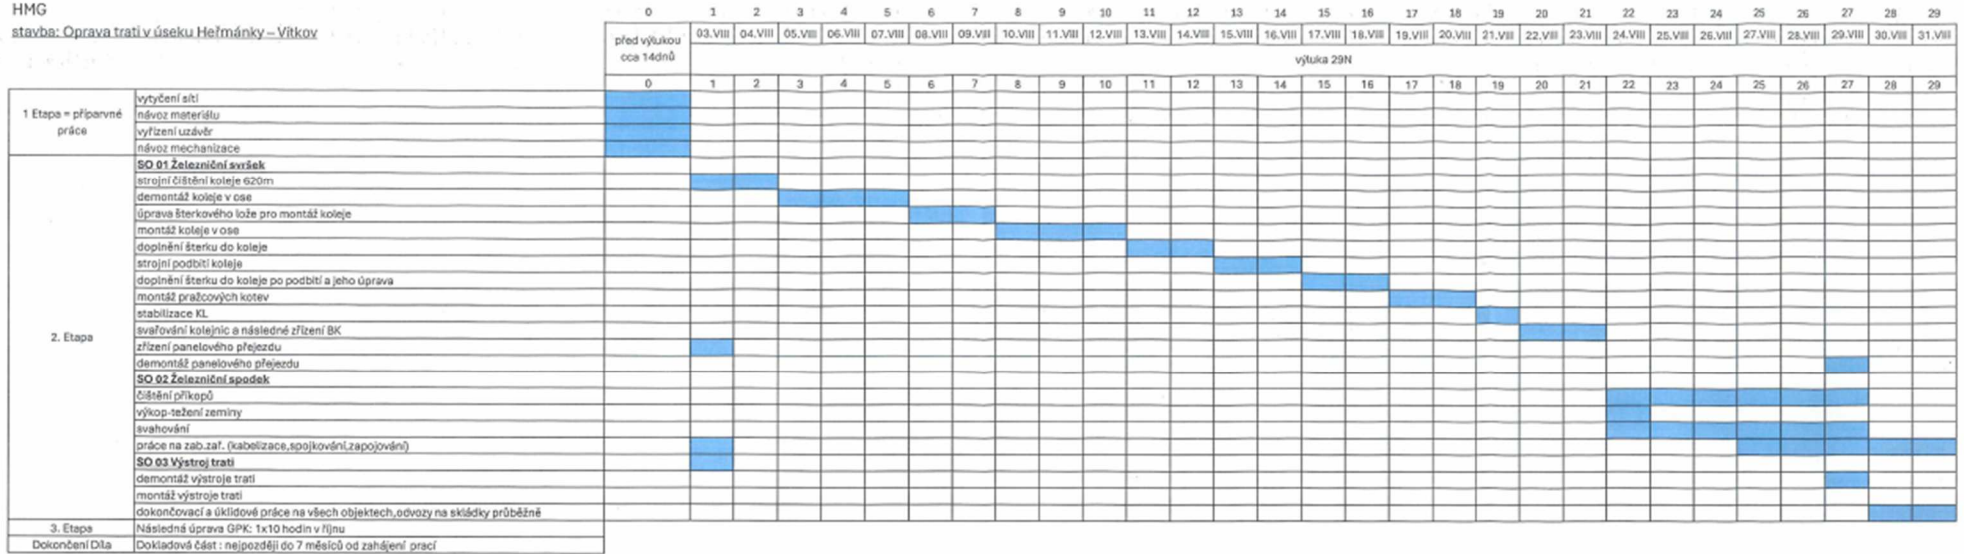 HMG 0 1 2 3 4 5 6 7 8 9 10 11 12 13 14 15 16 17 18 19 20 21 22 23 24 25 26 27 28 29
stavba: Oprava trati v úseku Heřmánky – Vítkov
před výlukou
cca 14dnů
03.VIII 04.VIII 05.VIII 06.VIII 07.VIII 08.VIII 09.VIII 10.VIII 11.VIII 12.VIII 13.VIII 14.VIII 15.VIII 16.VIII 17.VIII 18.VIII 19.VIII 20.VIII 21.VIII 22.VIII 23.VIII 24.VIII 25.VIII 26.VIII 27.VIII 28.VIII 29.VIII 30.VIII 31.VIII
výluka 29N
0 1 2 3 4 5 6 7 8 9 10 11 12 13 14 15 16 17 18 19 20 21 22 23 24 25 26 27 28 29
1 Etapa = příparvné
práce
vytyčení sítí
návoz materiálu
vyřízení uzávěr
návoz mechanizace
2. Etapa
SO 01 Železniční svršek
strojní čištění koleje 620m
demontáž koleje v ose
úprava šterkového lože pro montáž koleje
montáž koleje v ose
doplnění šterku do koleje
strojní podbití koleje
doplnění šterku do koleje po podbití a jeho úprava
montáž pražcových kotev
stabilizace KL
svařování kolejnic a následné zřízení BK
zřízení panelového přejezdu
demontáž panelového přejezdu
SO 02 Železniční spodek
čištění příkopů
výkop-težení zeminy
svahování
práce na zab.zař. (kabelizace,spojkování,zapojování)
SO 03 Výstroj trati
demontáž výstroje trati
montáž výstroje trati
dokončovací a úklidové práce na všech objektech,odvozy na skládky průběžně
3. Etapa Následná úprava GPK: 1x10 hodin v říjnu
Dokončení Díla Dokladová část : nejpozději do 7 měsíců od zahájení prací